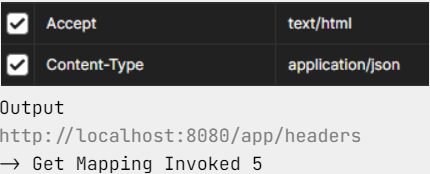 Accept text/html
Content-Type application/json
Output
http://localhost:8080/app/headers
→ Get Mapping Invoked 5